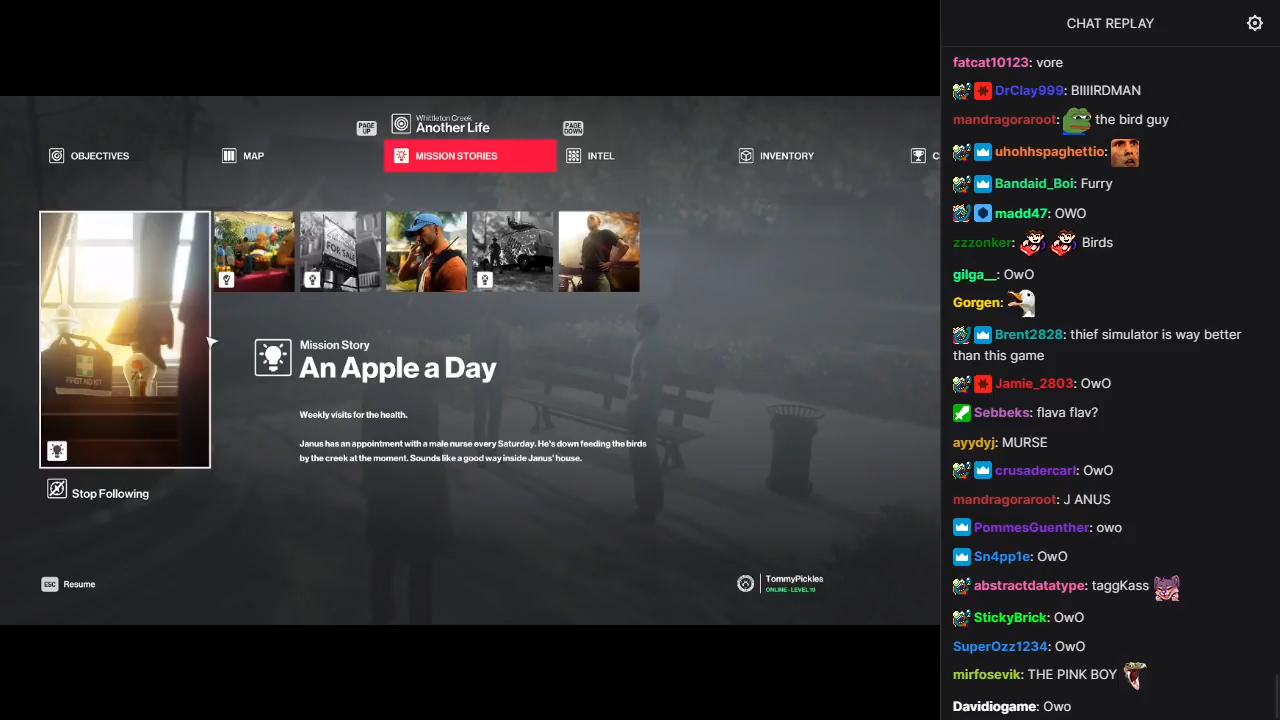 CHAT REPLAY
PAGE UP
Whittleton Creek
Another Life
PAGE DOWN
OBJECTIVES
MAP
MISSION STORIES
INTEL
INVENTORY
C
FOR SALE
FIRST AID KIT
Mission Story
An Apple a Day
Weekly visits for the health.
Janus has an appointment with a male nurse every Saturday. He's down feeding the birds
by the creek at the moment. Sounds like a good way inside Janus' house.
Stop Following
ESC Resume
TommyPickles
ONLINE - LEVEL 19
fatcat10123: vore
DrClay999: BIIIIRDMAN
mandragoraroot: the bird guy
uhohhspaghettio:
Bandaid_Boi: Furry
madd47: OWO
zzzonker: Birds
gilga__: OwO
Gorgen:
Brent2828: thief simulator is way better
than this game
Jamie_2803: OwO
Sebbeks: flava flav?
ayydyj: MURSE
crusadercarl: OwO
mandragoraroot: J ANUS
PommesGuenther: owo
Sn4pp1e: OwO
abstractdatatype: taggKass
StickyBrick: OwO
SuperOzz1234: OwO
mirfosevik: THE PINK BOY
Davidiogame: Owo